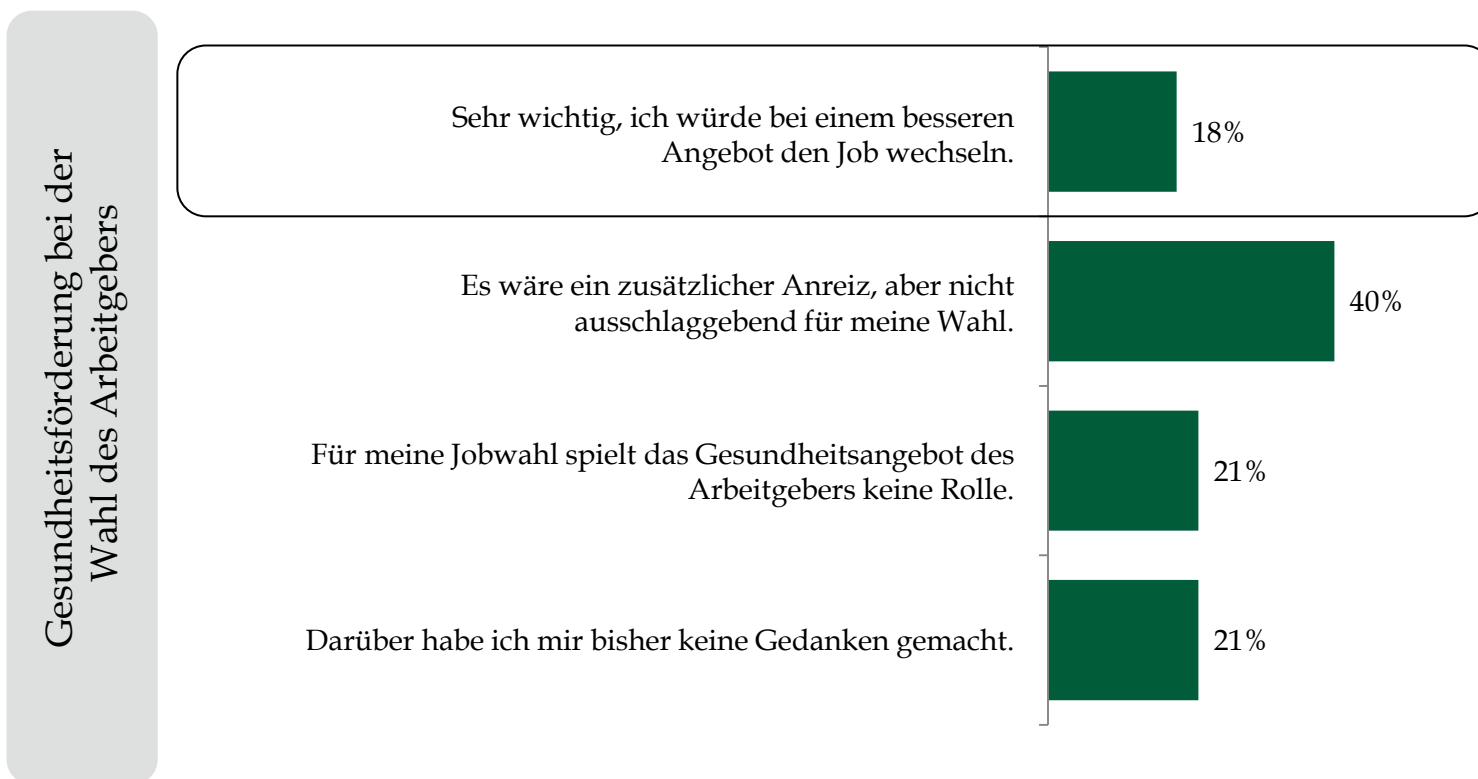 Gesundheitsförderung bei der
Wahl des Arbeitgebers
Sehr wichtig, ich würde bei einem besseren
Angebot den Job wechseln.
18%
Es wäre ein zusätzlicher Anreiz, aber nicht
ausschlaggebend für meine Wahl.
40%
Für meine Jobwahl spielt das Gesundheitsangebot des
Arbeitgebers keine Rolle.
21%
Darüber habe ich mir bisher keine Gedanken gemacht.
21%